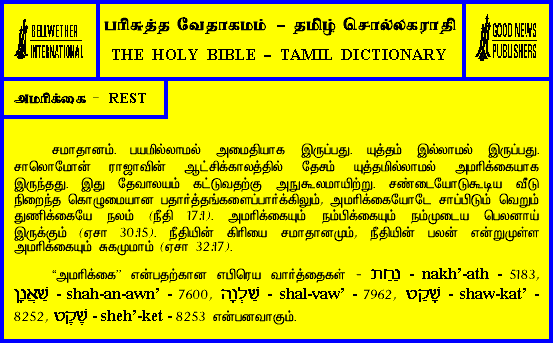 BELLWETHER
INTERNATIONAL
பரிசுத்த வேதாகமம் - தமிழ் சொல்லகராதி
THE HOLY BIBLE – TAMIL DICTIONARY
GOOD NEWS
PUBLISHERS
அமரிக்கை - REST
சமாதானம். பயமில்லாமல் அமைதியாக இருப்பது. யுத்தம் இல்லாமல் இருப்பது.
சாலொமோன் ராஜாவின் ஆட்சிக்காலத்தில் தேசம் யுத்தமில்லாமல் அமரிக்கையாக
இருந்தது. இது தேவாலயம் கட்டுவதற்கு அநுகூலமாயிற்று. சண்டையோடுகூடிய வீடு
நிறைந்த கொழுமையான பதார்த்தங்களைப்பார்க்கிலும், அமரிக்கையோடே சாப்பிடும் வெறும்
துணிக்கையே நலம் (நீதி 17:1). அமரிக்கையும் நம்பிக்கையும் நம்முடைய பெலனாய்
இருக்கும் (ஏசா 30:15). நீதியின் கிரியை சமாதானமும், நீதியின் பலன் என்றுமுள்ள
அமரிக்கையும் சுகமுமாம் (ஏசா 32:17).
“அமரிக்கை” என்பதற்கான எபிரெய வார்த்தைகள் - נַחַת - nakh’-ath - 5183,
שַׁאֲנָן - shah-an-awn’ - 7600, שַׁלְוָה - shal-vaw’ - 7962, שָׁקַט - shaw-kat’ -
8252, שֶׁקֶט - sheh’-ket - 8253 என்பனவாகும்.